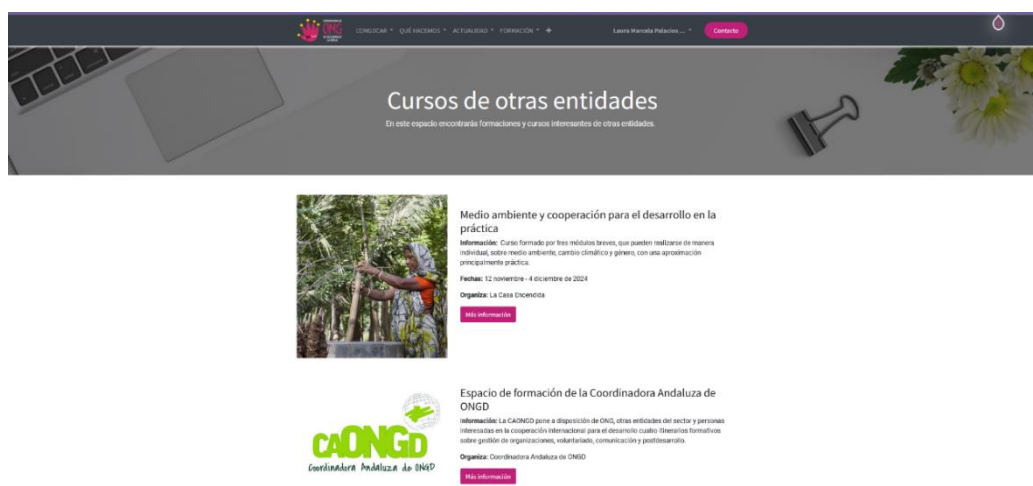 ONG
CONGDCAR QUÉ HACEMOS ACTUALIDAD FORMACIÓN +
Laura Marcela Palacios ...
Contacto
Cursos de otras entidades
En este espacio encontrarás formaciones y cursos interesantes de otras entidades.
Medio ambiente y cooperación para el desarrollo en la
práctica
Información: Curso formado por tres módulos breves, que pueden realizarse de manera
individual, sobre medio ambiente, cambio climático y género, con una aproximación
principalmente práctica.
Fechas: 12 noviembre - 4 diciembre de 2024
Organiza: La Casa Encendida
Más información
CAONGD
Coordinadora Andaluza de ONGD
Espacio de formación de la Coordinadora Andaluza de
ONGD
Información: La CAONGD pone a disposición de ONG, otras entidades del sector y personas
interesadas en la cooperación internacional para el desarrollo cuatro itinerarios formativos
sobre gestión de organizaciones, voluntariado, comunicación y postdesarrollo.
Organiza: Coordinadora Andaluza de ONGD
Más información